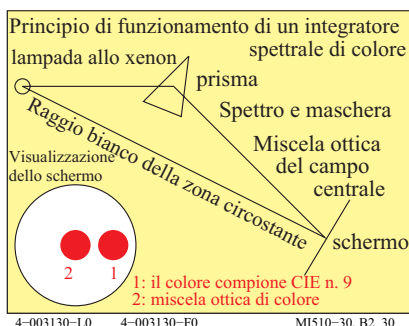 Principio di funzionamento di un integratore
spettrale di colore
lampada allo xenon
prisma
Spettro e maschera
Raggio bianco della zona circostante
Miscela ottica
del campo
centrale
Visualizzazione
dello schermo
schermo
2 1
1: il colore compione CIE n. 9
2: miscela ottica di colore
4-003130-L0 4-003130-F0 MI510-30, B2_30